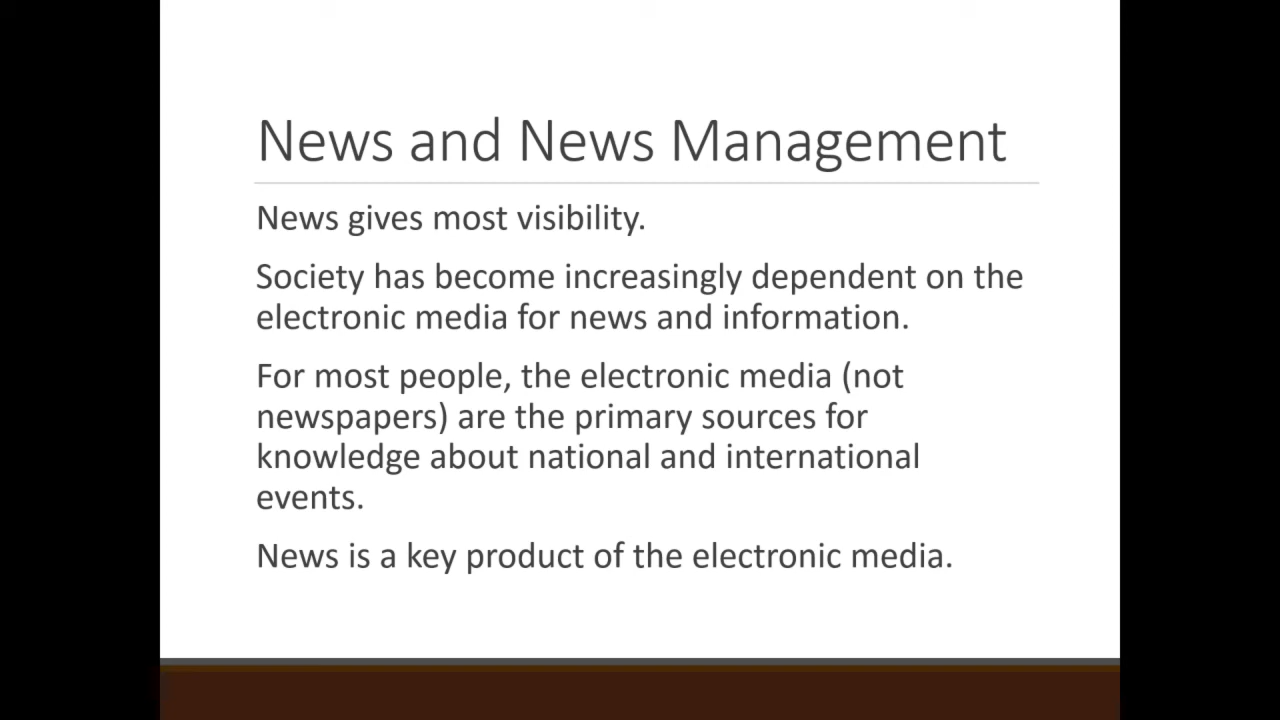 News and News Management
News gives most visibility.
Society has become increasingly dependent on the
electronic media for news and information.
For most people, the electronic media (not
newspapers) are the primary sources for
knowledge about national and international
events.
News is a key product of the electronic media.